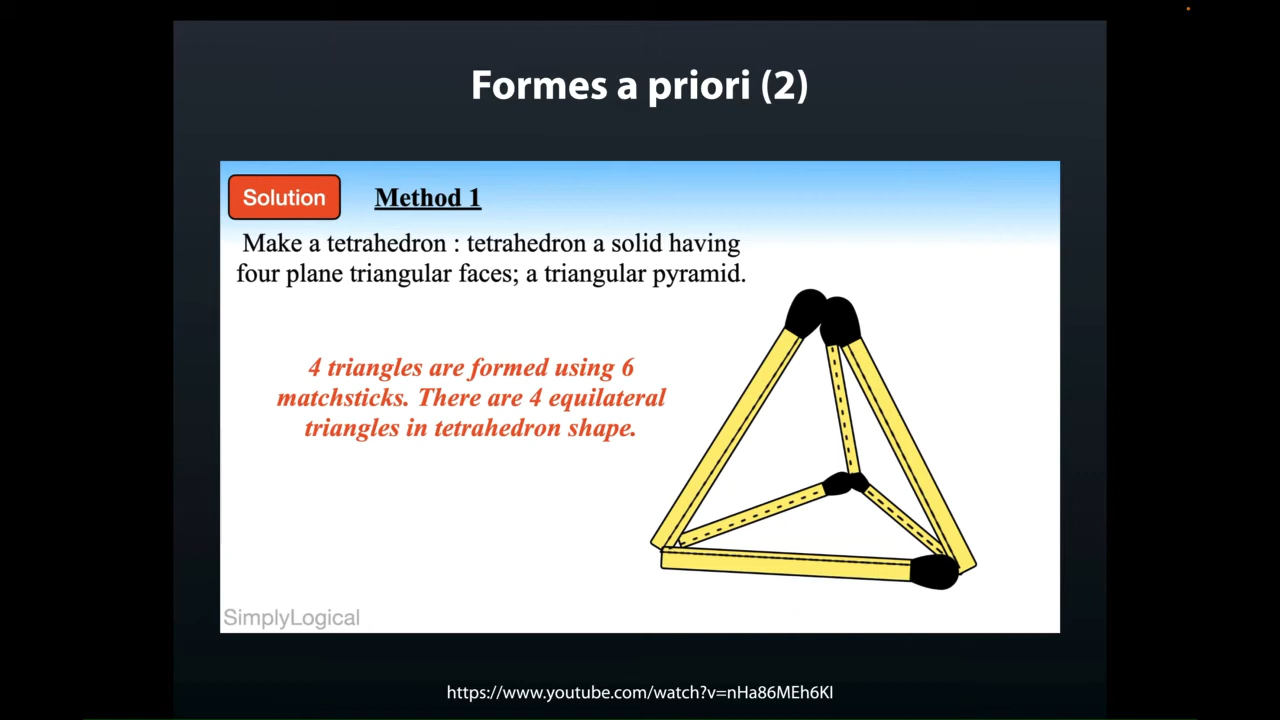 Formes a priori (2)
Solution
Method 1
Make a tetrahedron : tetrahedron a solid having
four plane triangular faces; a triangular pyramid.
4 triangles are formed using 6
matchsticks. There are 4 equilateral
triangles in tetrahedron shape.
SimplyLogical
https://www.youtube.com/watch?v=nHa86MEh6KI